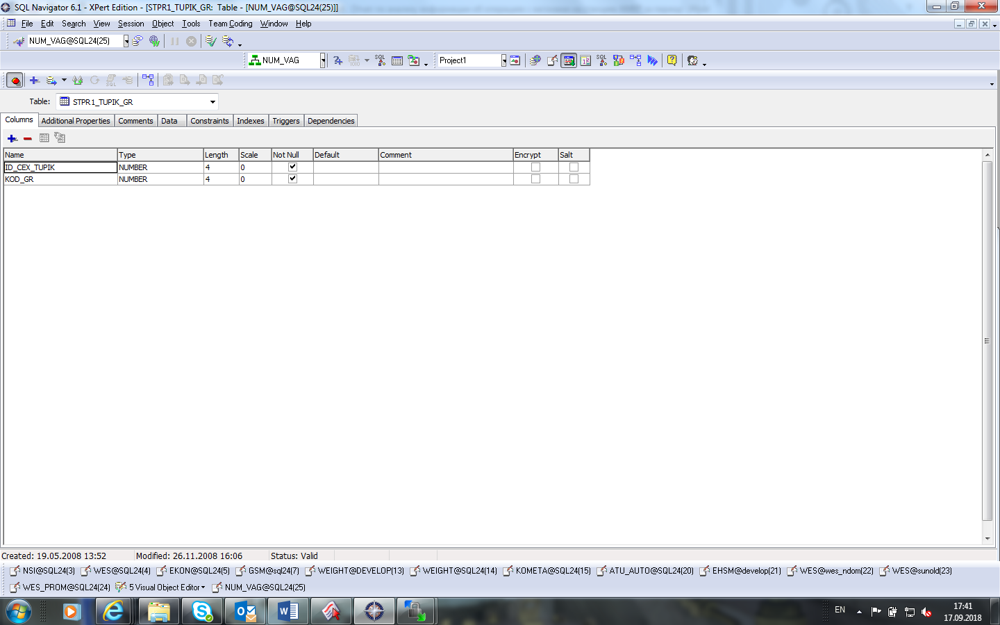 SQL Navigator 6.1 - XPert Edition - [STPR1_TUPIK_GR:  Table - [NUM_VAG@SQL24(25)]]
File Edit Search View Session Object Tools Team Coding Window Help
NUM_VAG@SQL24(25)
NUM_VAG Project1
Table: STPR1_TUPIK_GR
Columns Additional Properties Comments Data Constraints Indexes Triggers Dependencies
Name Type Length Scale Not Null Default Comment Encrypt Salt
ID_CEX_TUPIK NUMBER 4 0
KOD_GR NUMBER 4 0
Created: 19.05.2008 13:52 Modified: 26.11.2008 16:06 Status: Valid
NSI@SQL24(3) WES@SQL24(4) EKON@SQL24(5) GSM@sql24(7) WEIGHT@DEVELOP(13) WEIGHT@SQL24(14) KOMETA@SQL24(15) ATU_AUTO@SQL24(20) EHSM@develop(21) WES@wes_ndom(22) WES@sunold(23)
WES_PROM@SQL24(24) 5 Visual Object Editor NUM_VAG@SQL24(25)
EN 17:41
17.09.2018